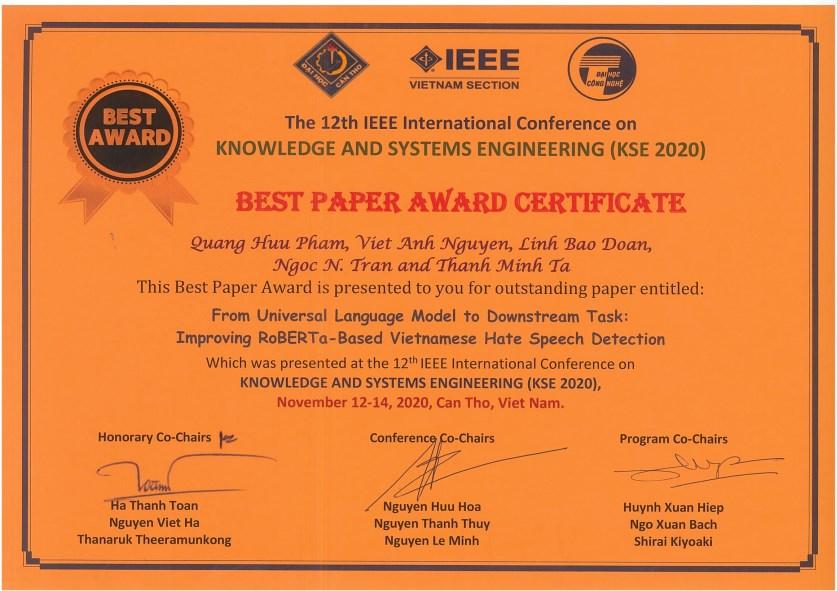 ĐẠI HỌC CẦN THƠ
IEEE
VIETNAM SECTION
ĐẠI HỌC
CÔNG NGHỆ
BEST
AWARD
The 12th IEEE International Conference on
KNOWLEDGE AND SYSTEMS ENGINEERING (KSE 2020)
BEST PAPER AWARD CERTIFICATE
Quang Huu Pham, Viet Anh Nguyen, Linh Bao Doan,
Ngoc N. Tran and Thanh Minh Ta
This Best Paper Award is presented to you for outstanding paper entitled:
From Universal Language Model to Downstream Task:
Improving RoBERTa-Based Vietnamese Hate Speech Detection
Which was presented at the 12th IEEE International Conference on
KNOWLEDGE AND SYSTEMS ENGINEERING (KSE 2020),
November 12-14, 2020, Can Tho, Viet Nam.
Honorary Co-Chairs
Ha Thanh Toan
Nguyen Viet Ha
Thanaruk Theeramunkong
Conference Co-Chairs
Nguyen Huu Hoa
Nguyen Thanh Thuy
Nguyen Le Minh
Program Co-Chairs
Huynh Xuan Hiep
Ngo Xuan Bach
Shirai Kiyoaki